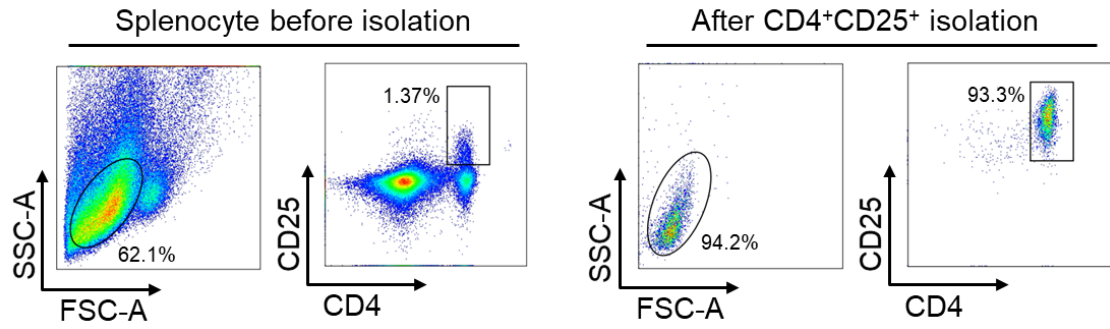 Splenocyte before isolation
After CD4⁺CD25⁺ isolation
SSC-A
62.1%
FSC-A
CD25
1.37%
CD4
SSC-A
94.2%
FSC-A
CD25
93.3%
CD4